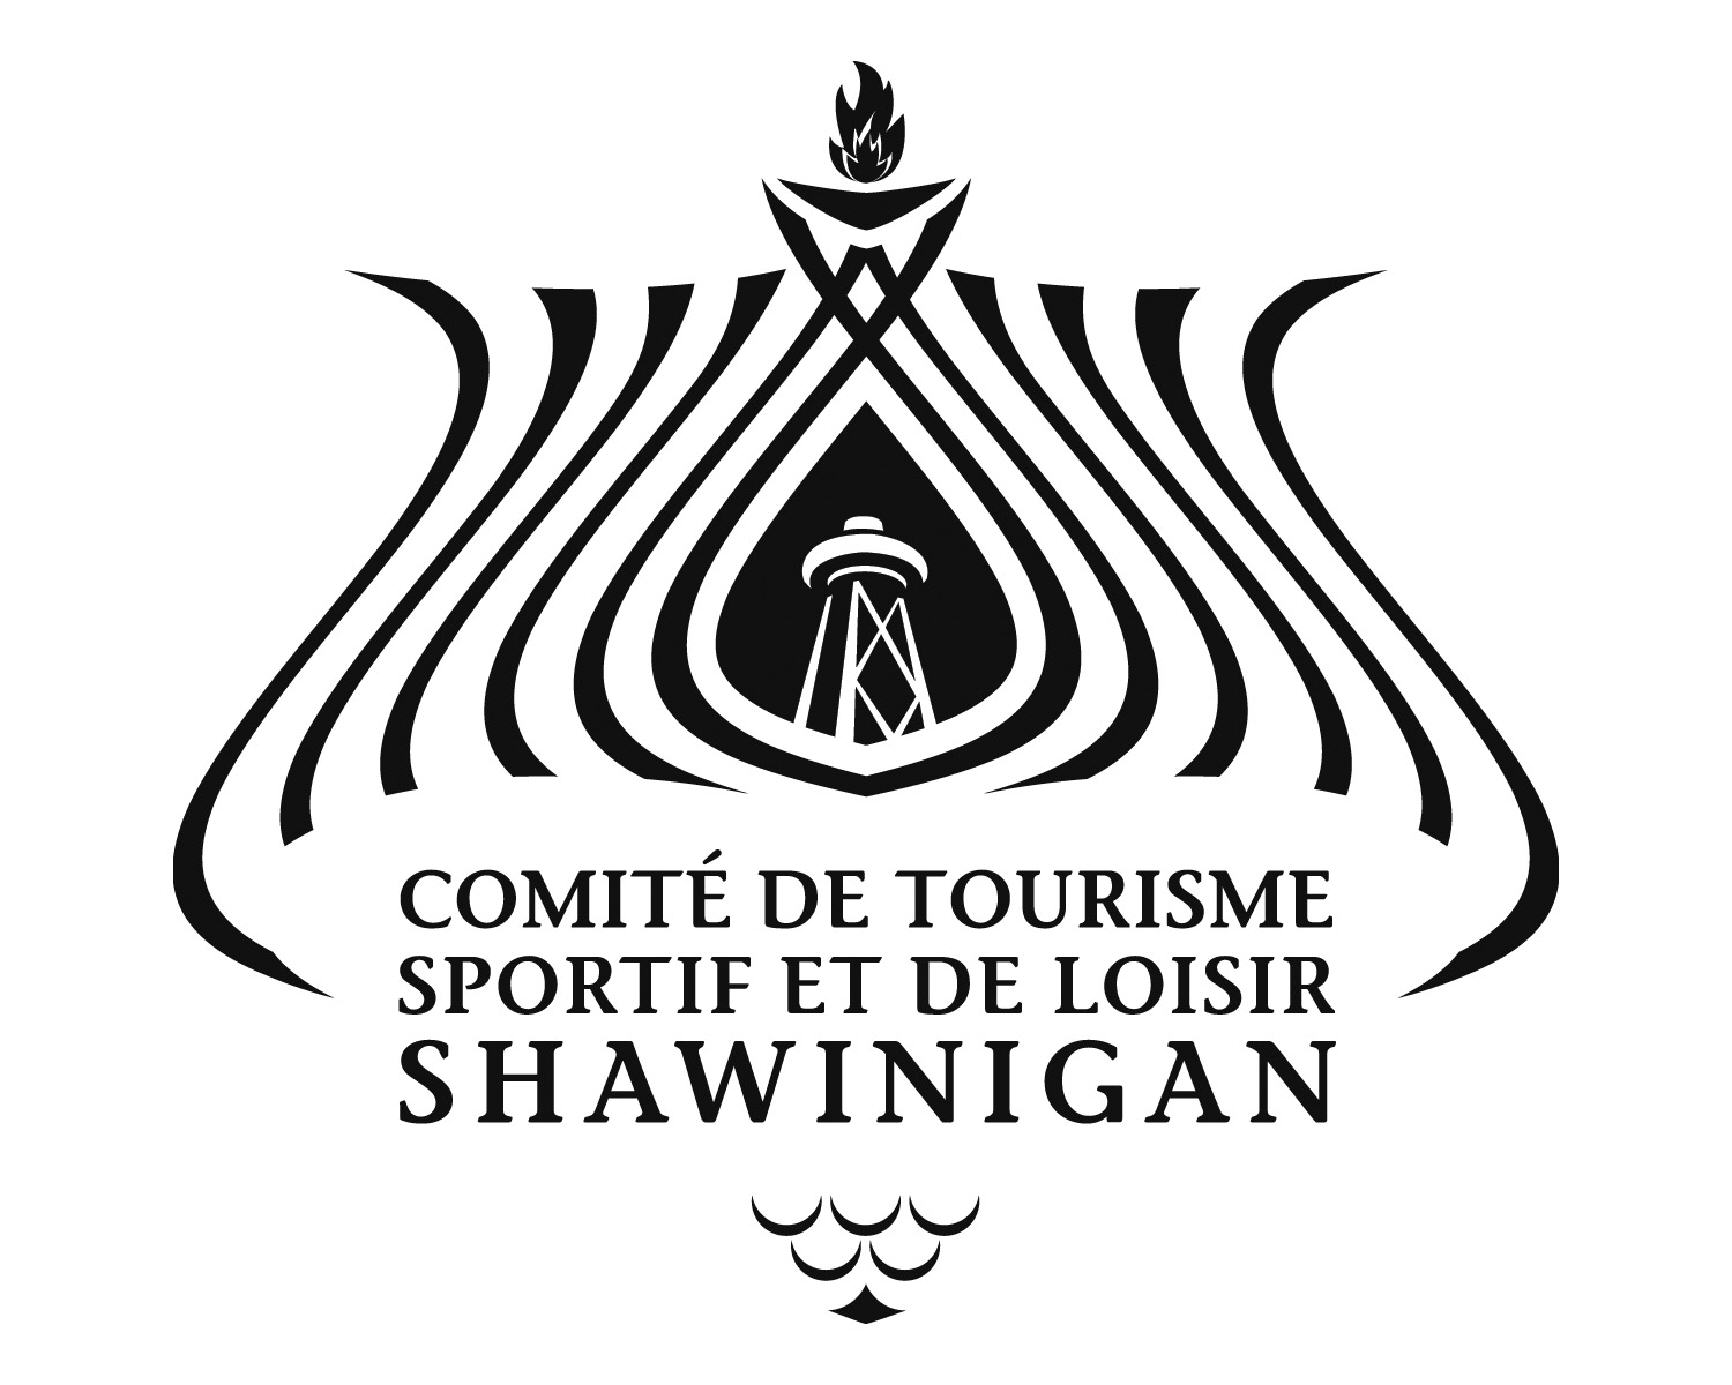 COMITÉ DE TOURISME
SPORTIF ET DE LOISIR
SHAWINIGAN